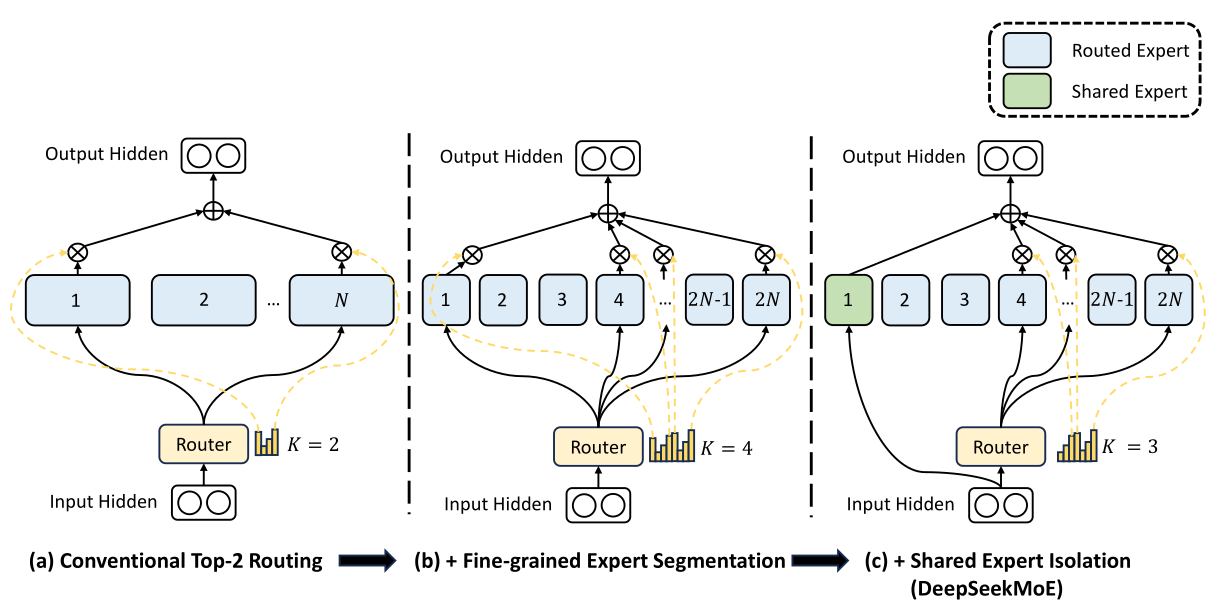 Routed Expert
Shared Expert
Output Hidden
1
2
...
N
Router
K = 2
Input Hidden
(a) Conventional Top-2 Routing
Output Hidden
1
2
3
4
...
2N-1
2N
Router
K = 4
Input Hidden
(b) + Fine-grained Expert Segmentation
Output Hidden
1
2
3
4
...
2N-1
2N
Router
K = 3
Input Hidden
(c) + Shared Expert Isolation
(DeepSeekMoE)